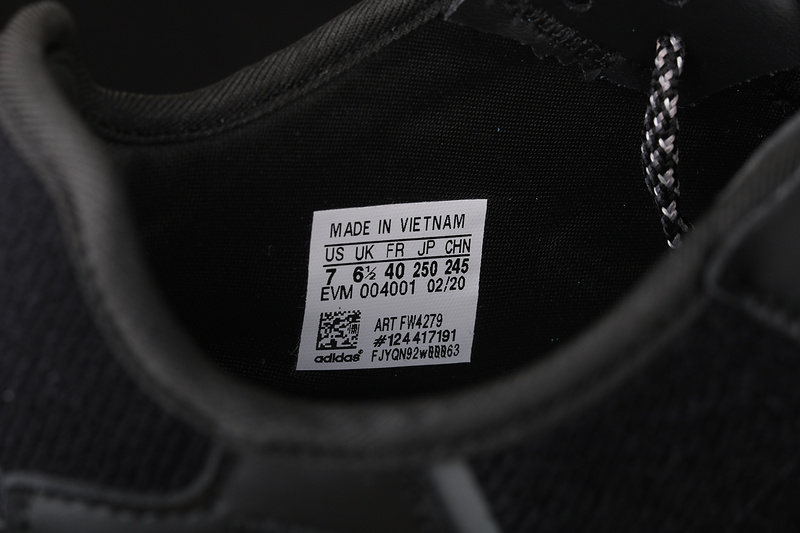 MADE IN VIETNAM
US UK FR JP CHN
7 6½ 40 250 245
EVM 004001 02/20
ART FW4279
#124417191
adidas